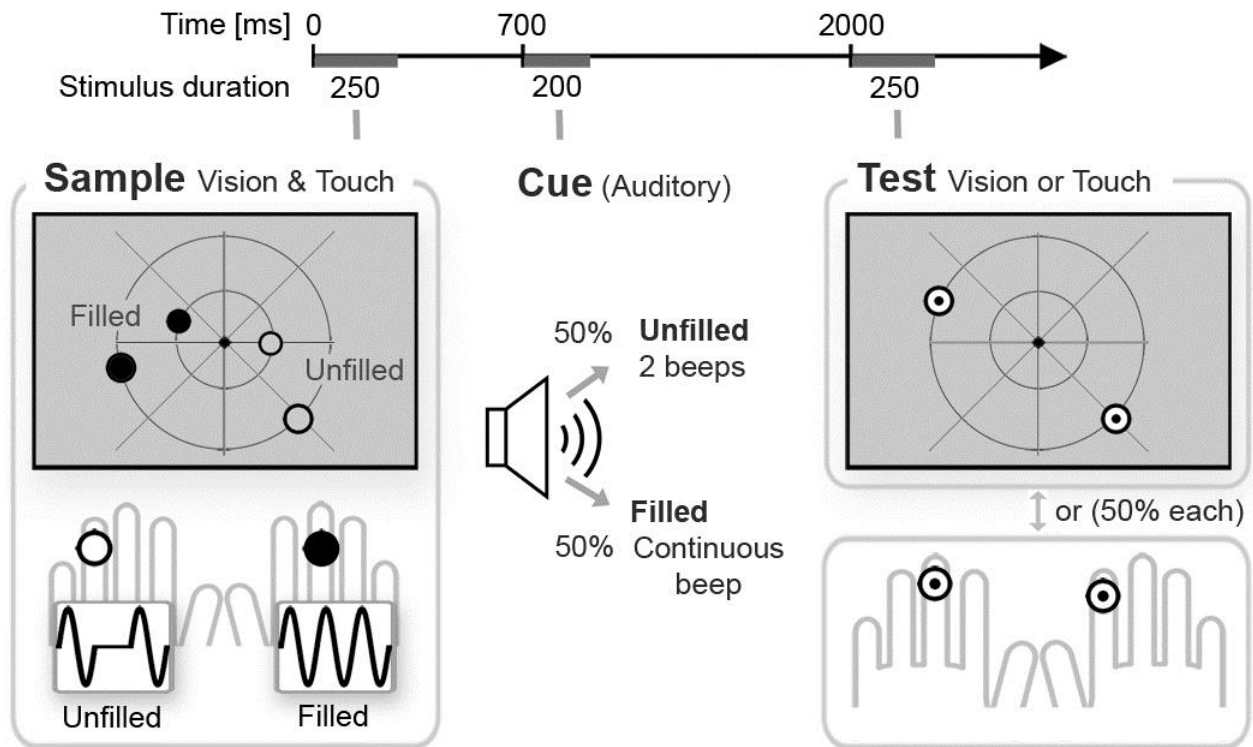 Time [ms] 0 700 2000
Stimulus duration 250 200 250
Sample Vision & Touch
Filled
Unfilled
Unfilled
Filled
Cue (Auditory)
50% Unfilled
2 beeps
Filled
50% Continuous
beep
Test Vision or Touch
or (50% each)